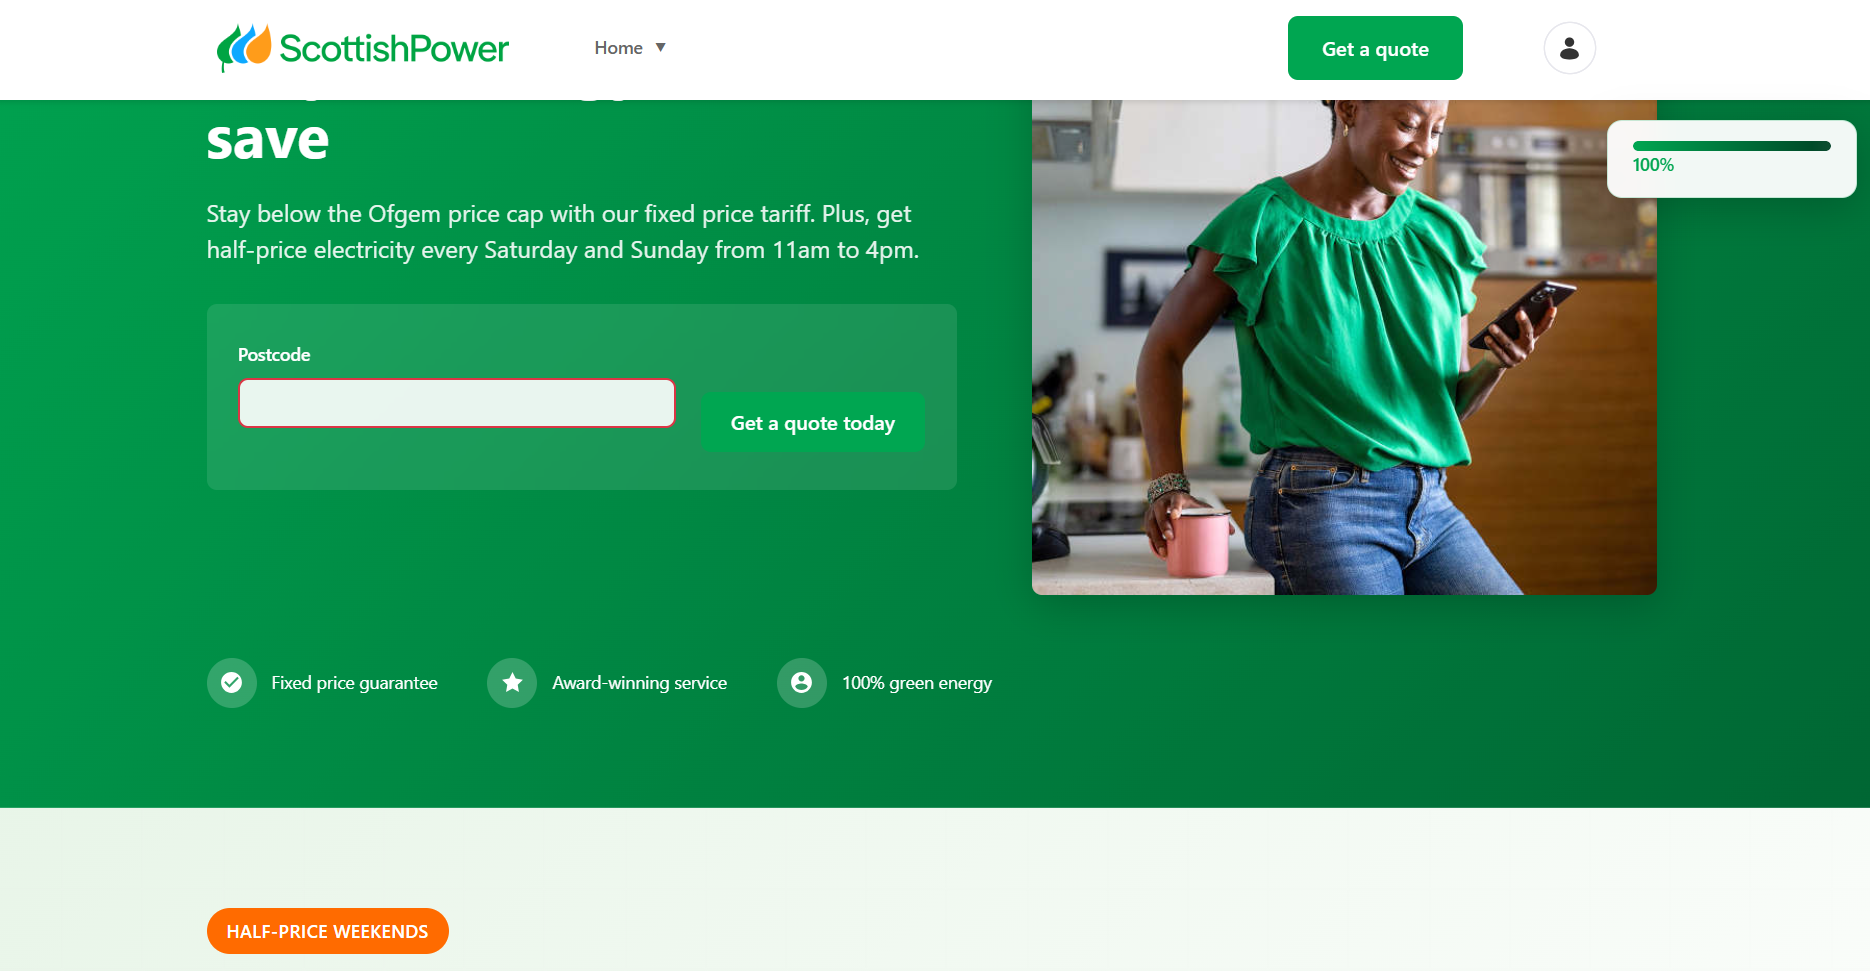 ScottishPower
Home
Get a quote
save
100%
Stay below the Ofgem price cap with our fixed price tariff. Plus, get
half-price electricity every Saturday and Sunday from 11am to 4pm.
Postcode
Get a quote today
Fixed price guarantee
Award-winning service
100% green energy
HALF-PRICE WEEKENDS